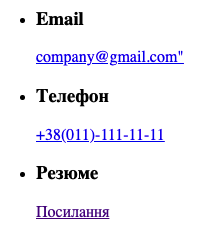 Email
company@gmail.com"
Телефон
+38(011)-111-11-11
Резюме
Посилання